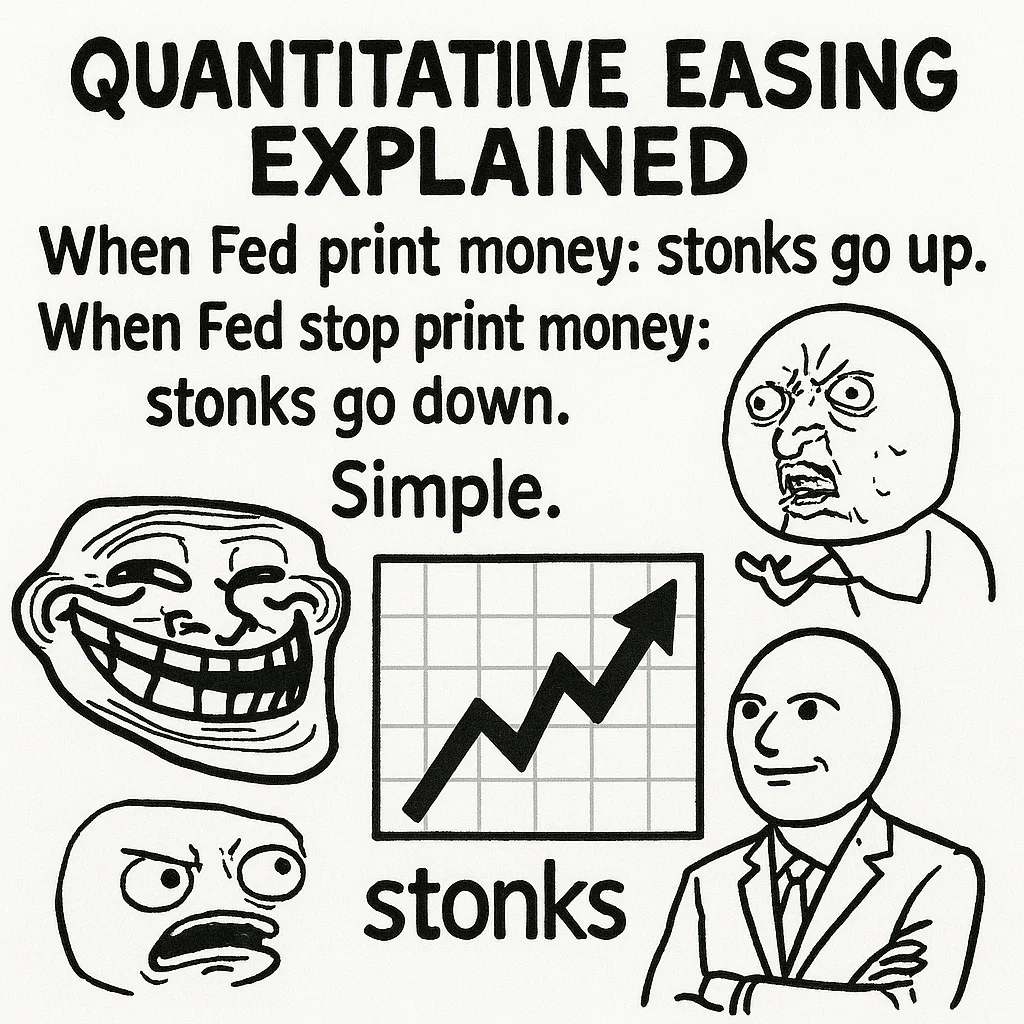 QUANTITATIIVE EASING
EXPLAINED
When Fed print money: stonks go up.
When Fed stop print money:
stonks go down.
Simple.
stonks